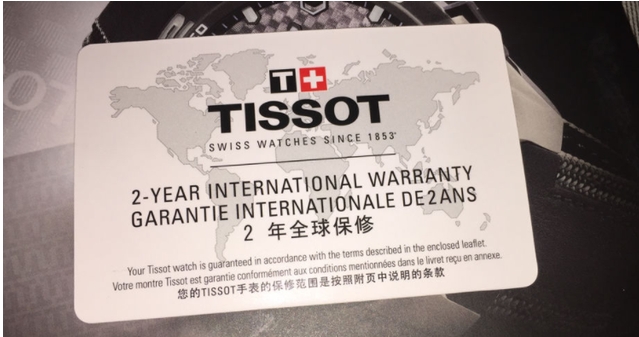 T+
TISSOT
SWISS WATCHES SINCE 1853
2-YEAR INTERNATIONAL WARRANTY
GARANTIE INTERNATIONALE DE 2 ANS
2 年全球保修
Your Tissot watch is guaranteed in accordance with the terms described in the enclosed leaflet.
Votre montre Tissot est garantie conformément aux conditions mentionnées dans le livret reçu en annexe.
您的TISSOT手表的保修范围是按照附页中说明的条款